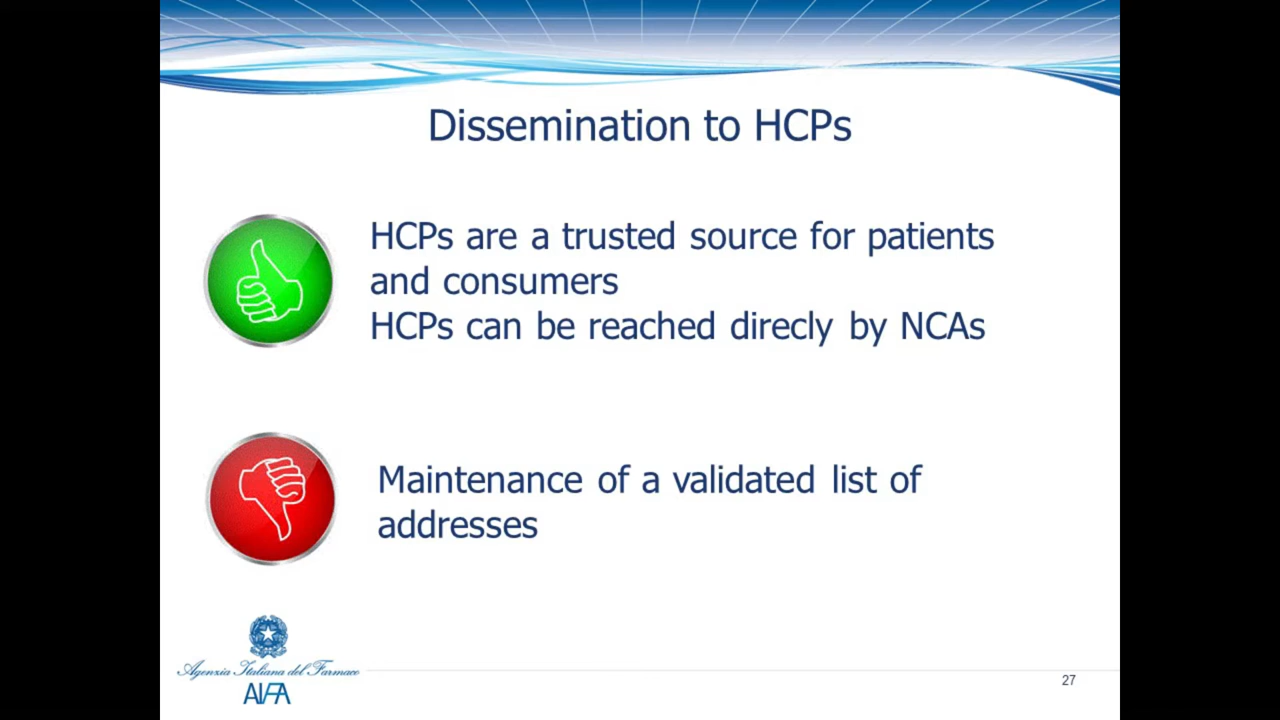 Dissemination to HCPs
HCPs are a trusted source for patients
and consumers
HCPs can be reached direcly by NCAs
Maintenance of a validated list of
addresses
Agenzia Italiana del Farmaco
AIFA
27